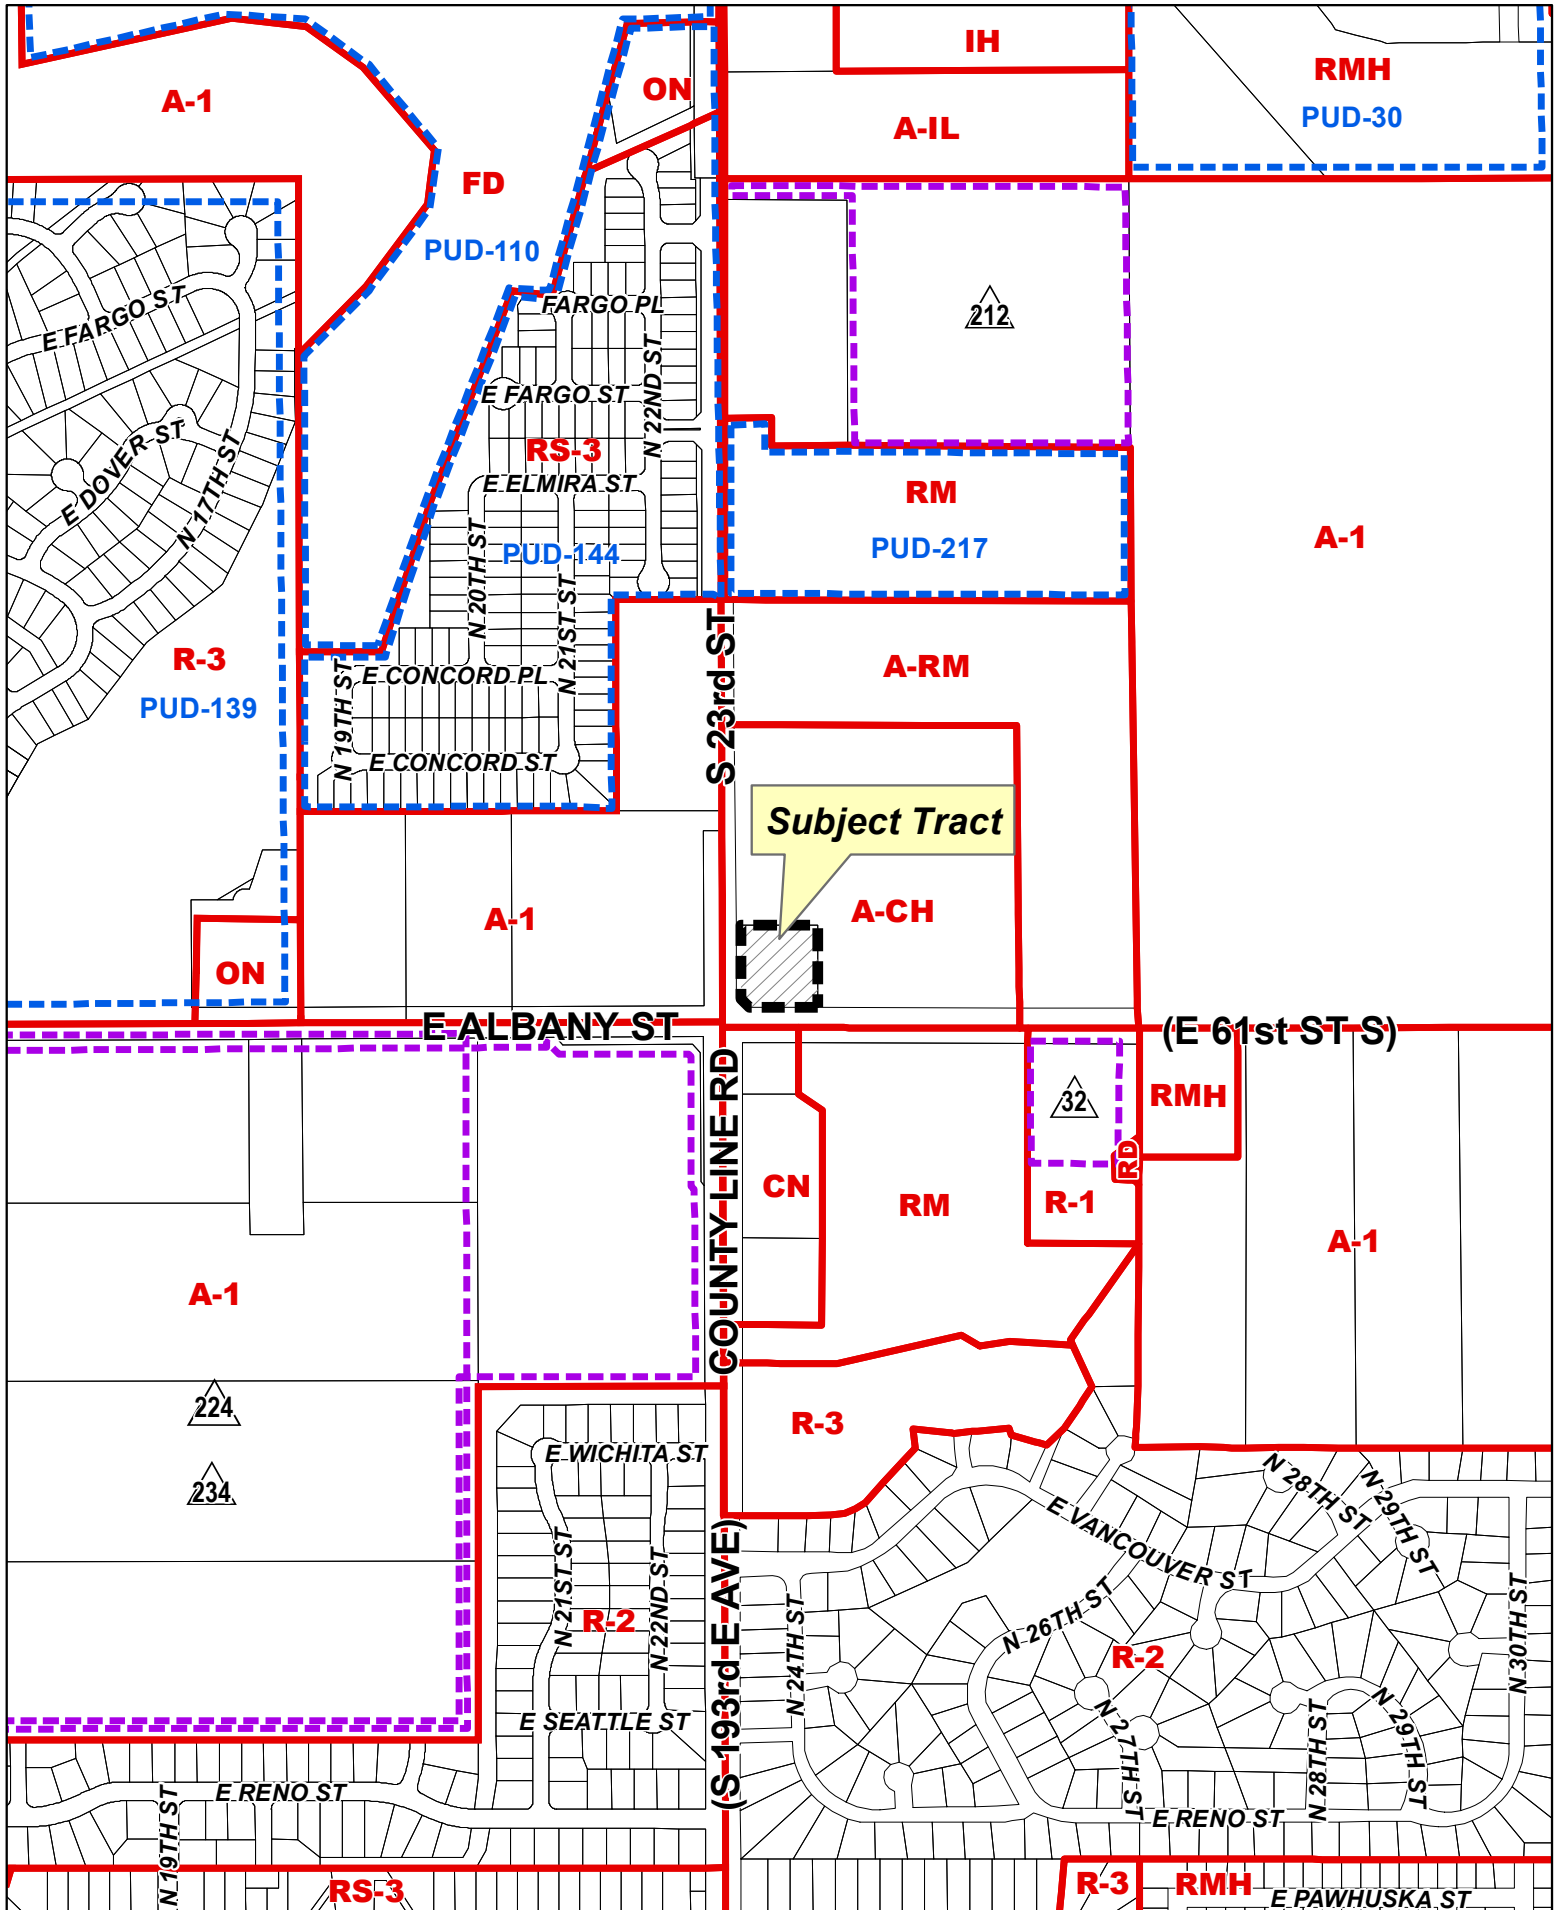 IH
RMH
PUD-30
A-1
ON
A-IL
FD
PUD-110
E FARGO ST
FARGO PL
212
N 22ND ST
E FARGO ST
E DOVER ST
N 17TH ST
RS-3
E ELMIRA ST
RM
PUD-217
A-1
PUD-144
N 20TH ST
N 21ST ST
R-3
PUD-139
E CONCORD PL
N 19TH ST
E CONCORD ST
S 23rd ST
A-RM
Subject Tract
A-CH
A-1
ON
E ALBANY ST
(E 61st ST S)
COUNTY LINE RD
32
RMH
RD
CN
RM
R-1
A-1
A-1
224
234
R-3
E WICHITA ST
N 21ST ST
N 22ND ST
R-2
E SEATTLE ST
(S 193rd E AVE)
E VANCOUVER ST
N 28TH ST
N 29TH ST
N 30TH ST
N 24TH ST
N 26TH ST
R-2
N 27TH ST
N 28TH ST
N 29TH ST
E RENO ST
N 19TH ST
E RENO ST
RS-3
R-3
RMH
E PAWHUSKA ST